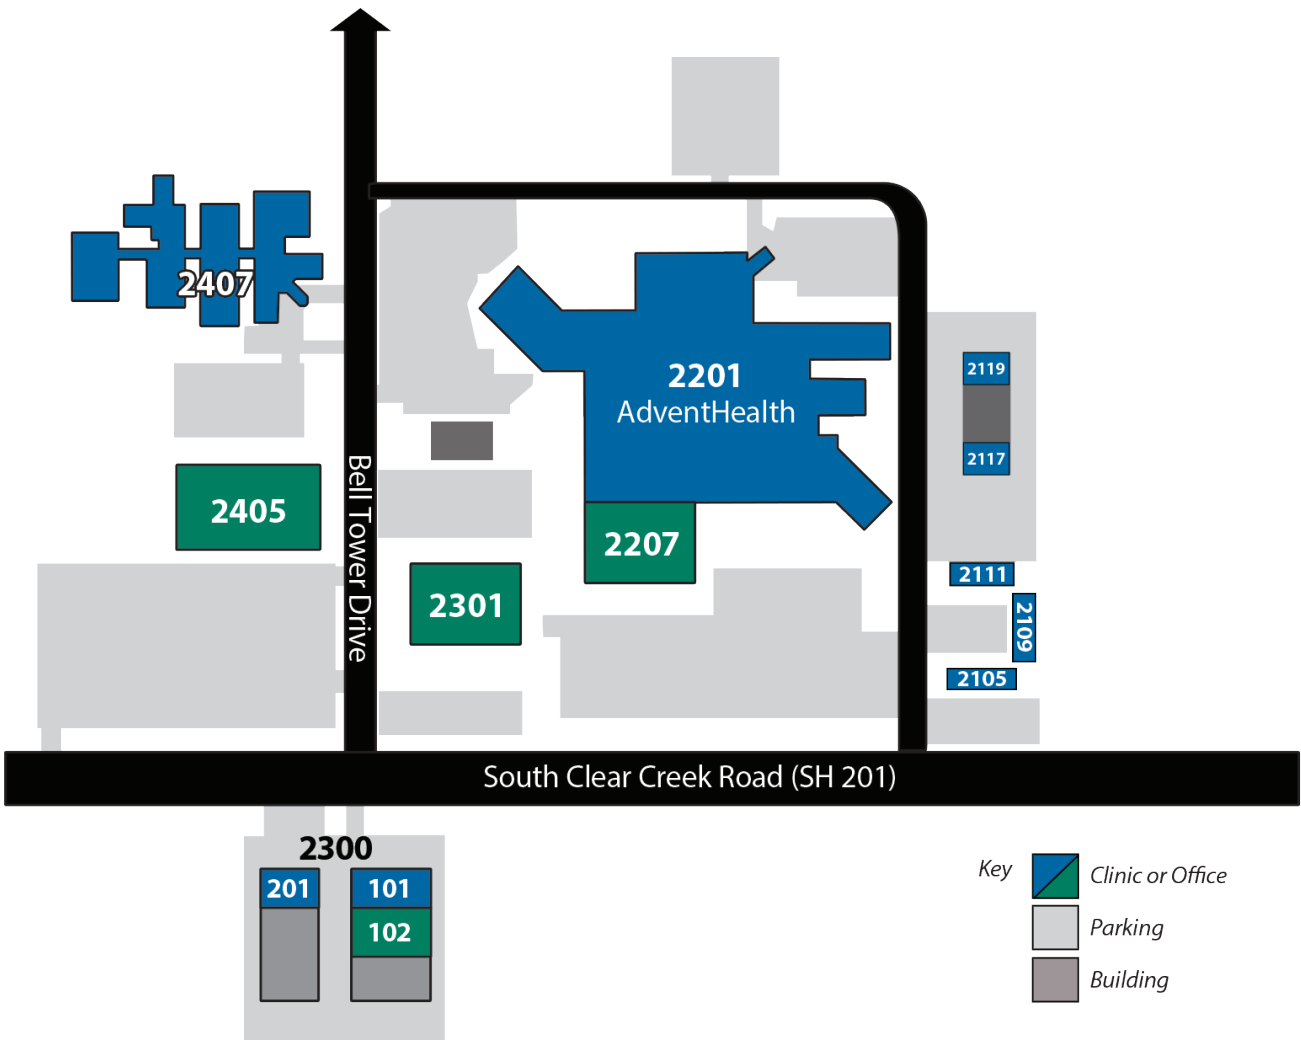 2407
2201
AdventHealth
2119
2117
Bell Tower Drive
2405
2207
2301
2111
2109
2105
South Clear Creek Road (SH 201)
2300
201
101
102
Key
Clinic or Office
Parking
Building